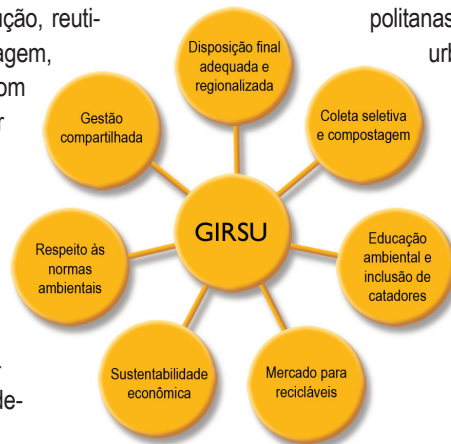 ução, reuti-
agem,
om
r
politanas
urb
Disposição final
adequada e
regionalizada
Coleta seletiva
e compostagem
Educação
ambiental e
inclusão de
catadores
Mercado para
recicláveis
Sustentabilidade
econômica
Respeito às
normas
ambientais
Gestão
compartilhada
GIRSU
de-